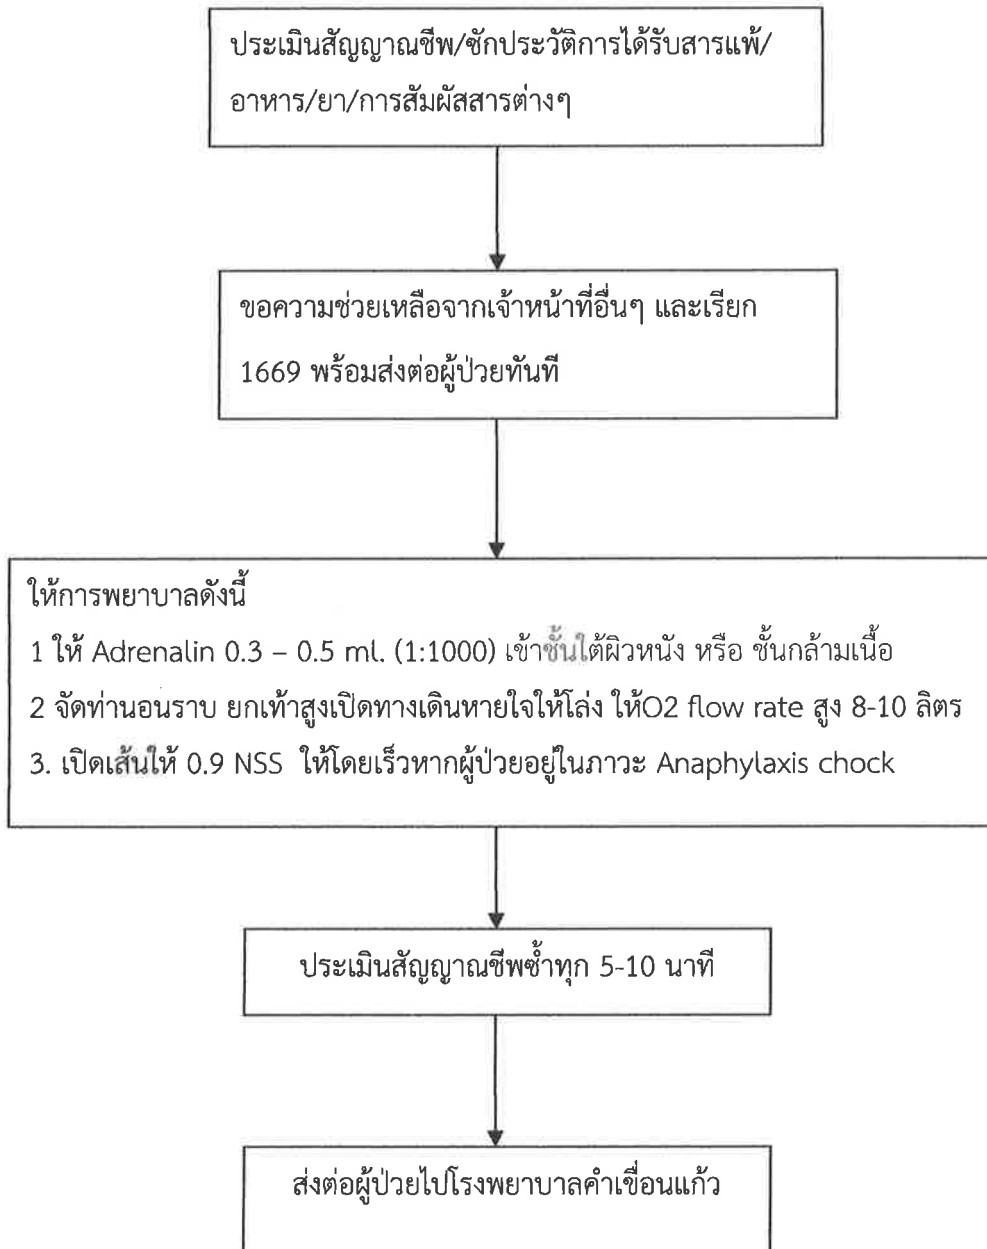 ประเมินสัญญาณชีพ/ซักประวัติการได้รับสารแพ้/
อาหาร/ยา/การสัมผัสสารต่างๆ
ขอความช่วยเหลือจากเจ้าหน้าที่อื่นๆ และเรียก
1669 พร้อมส่งต่อผู้ป่วยทันที
ให้การพยาบาลดังนี้
1 ให้ Adrenalin 0.3 – 0.5 ml. (1:1000) เข้าชั้นใต้ผิวหนัง หรือ ชั้นกล้ามเนื้อ
2 จัดท่านอนราบ ยกเท้าสูงเปิดทางเดินหายใจให้โล่ง ให้O2 flow rate สูง 8-10 ลิตร
3. เปิดเส้นให้ 0.9 NSS ให้โดยเร็วหากผู้ป่วยอยู่ในภาวะ Anaphylaxis chock
ประเมินสัญญาณชีพซ้ำทุก 5-10 นาที
ส่งต่อผู้ป่วยไปโรงพยาบาลคำเขื่อนแก้ว